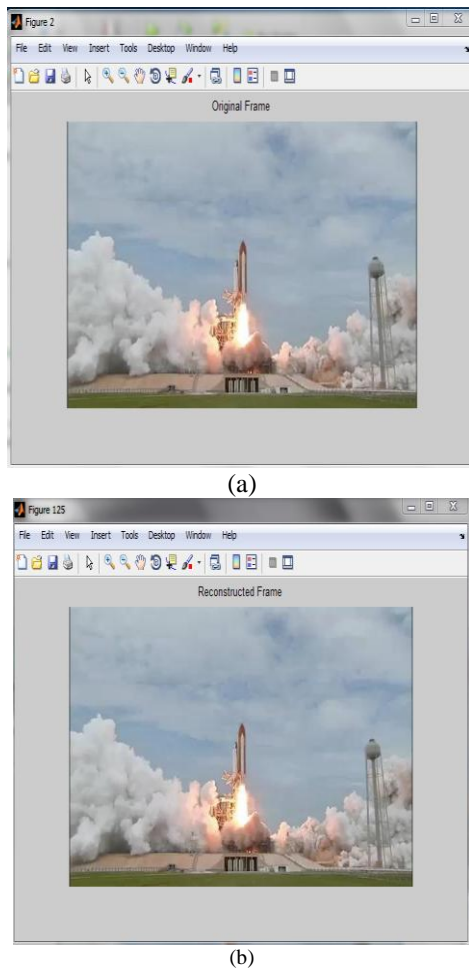 Figure 2
File Edit View Insert Tools Desktop Window Help
Original Frame
(a)
Figure 125
File Edit View Insert Tools Desktop Window Help
Reconstructed Frame
(b)